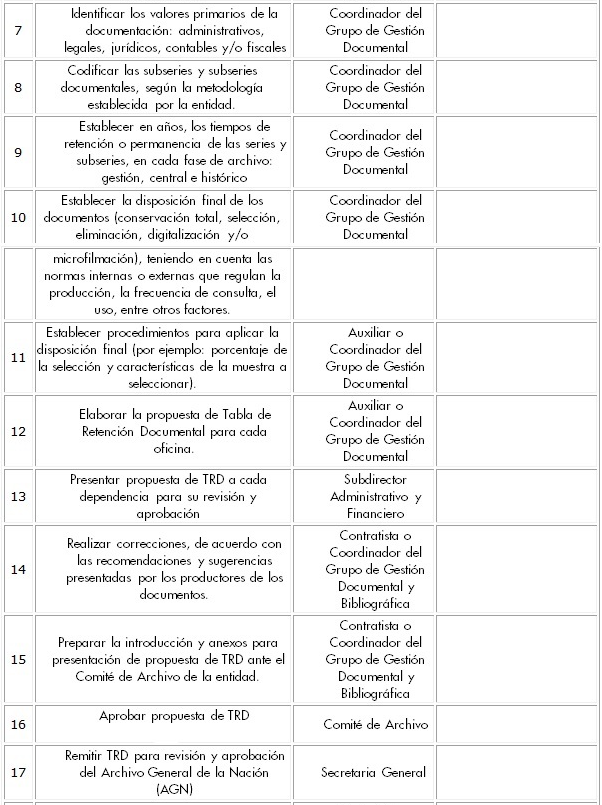 7
Identificar los valores primarios de la
documentación: administrativos,
legales, jurídicos, contables y/o fiscales
Coordinador del
Grupo de Gestión
Documental
8
Codificar las subseries y subseries
documentales, según la metodología
establecida por la entidad.
Coordinador del
Grupo de Gestión
Documental
9
Establecer en años, los tiempos de
retención o permanencia de las series y
subseries, en cada fase de archivo:
gestión, central e histórico
Coordinador del
Grupo de Gestión
Documental
10
Establecer la disposición final de los
documentos (conservación total, selección,
eliminación, digitalización y/o
Coordinador del
Grupo de Gestión
Documental
microfilmación), teniendo en cuenta las
normas internas o externas que regulan la
producción, la frecuencia de consulta, el
uso, entre otros factores.
11
Establecer procedimientos para aplicar la
disposición final (por ejemplo: porcentaje de
la selección y características de la muestra a
seleccionar).
Auxiliar o
Coordinador del
Grupo de Gestión
Documental
12
Elaborar la propuesta de Tabla de
Retención Documental para cada
oficina.
Auxiliar o
Coordinador del
Grupo de Gestión
Documental
13
Presentar propuesta de TRD a cada
dependencia para su revisión y
aprobación
Subdirector
Administrativo y
Financiero
14
Realizar correcciones, de acuerdo con
las recomendaciones y sugerencias
presentadas por los productores de los
documentos.
Contratista o
Coordinador del
Grupo de Gestión
Documental y
Bibliográfica
15
Preparar la introducción y anexos para
presentación de propuesta de TRD ante el
Comité de Archivo de la entidad.
Contratista o
Coordinador del
Grupo de Gestión
Documental y
Bibliográfica
16
Aprobar propuesta de TRD
Comité de Archivo
17
Remitir TRD para revisión y aprobación
del Archivo General de la Nación
(AGN)
Secretaria General